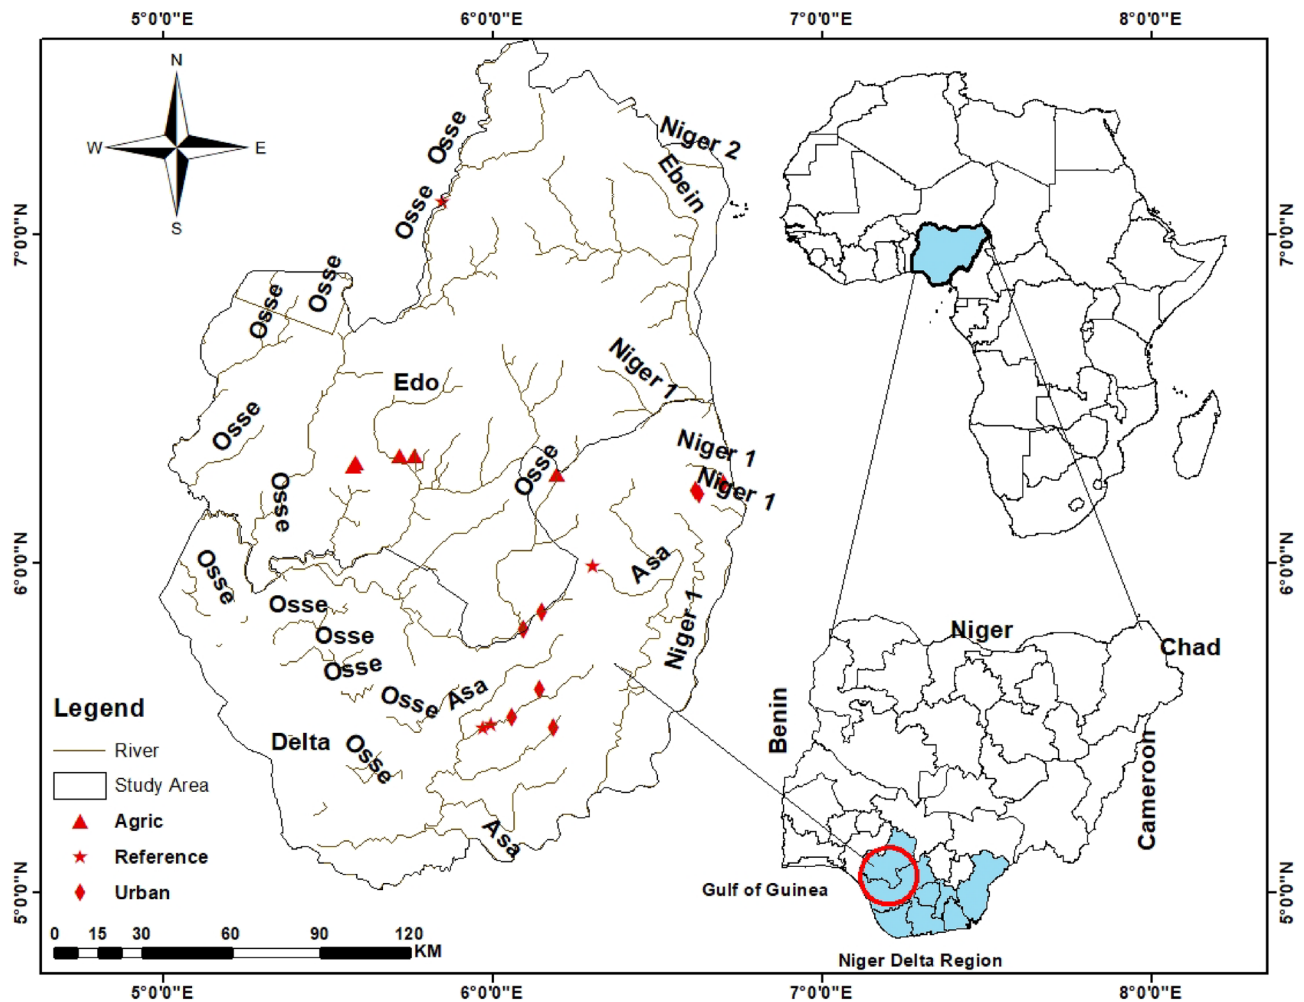 5°0'0"E 6°0'0"E 7°0'0"E 8°0'0"E
N
W E
S
7°0'0"N
6°0'0"N
5°0'0"N
7°0'0"N
6°0'0"N
5°0'0"N
Osse
Niger 2
Ebein
Osse
Osse
Osse
Niger 1
Edo
Osse
Niger 1
Osse
Niger 1
Osse
Osse
Asa
Osse
Niger 1
Osse
Osse
Osse
Asa
Delta
Osse
Asa
Niger
Chad
Benin
Cameroon
Gulf of Guinea
Niger Delta Region
Legend
River
Study Area
Agric
Reference
Urban
0 15 30 60 90 120
KM
5°0'0"E 6°0'0"E 7°0'0"E 8°0'0"E